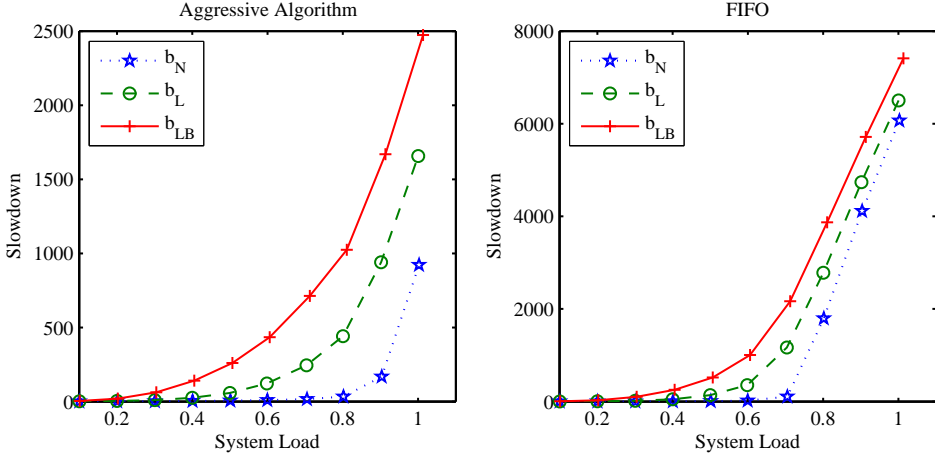 Aggressive Algorithm
2500
2000
1500
1000
500
0
Slowdown
b_N
b_L
b_LB
0.2
0.4
0.6
0.8
1
System Load
FIFO
8000
6000
4000
2000
0
Slowdown
b_N
b_L
b_LB
0.2
0.4
0.6
0.8
1
System Load